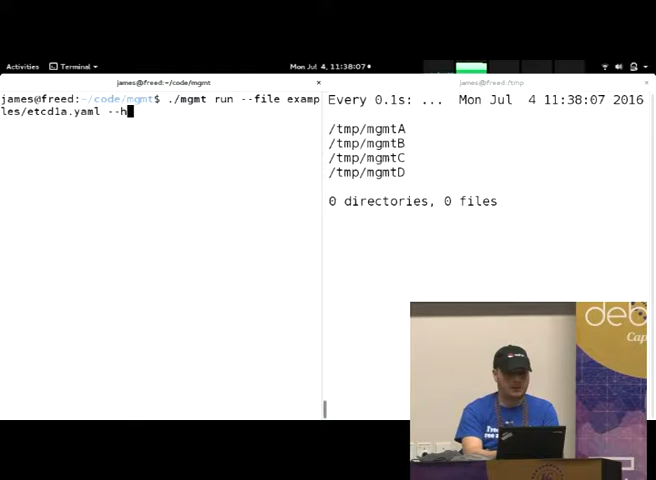 Activities Terminal Mon Jul 4, 11:38:07
james@freed:~/code/mgmt
james@freed:/tmp
james@freed:~/code/mgmt$ ./mgmt run --file examp
les/etcd1a.yaml --h
Every 0.1s: ... Mon Jul 4 11:38:07 2016
/tmp/mgmtA
/tmp/mgmtB
/tmp/mgmtC
/tmp/mgmtD
0 directories, 0 files
deb
Cap